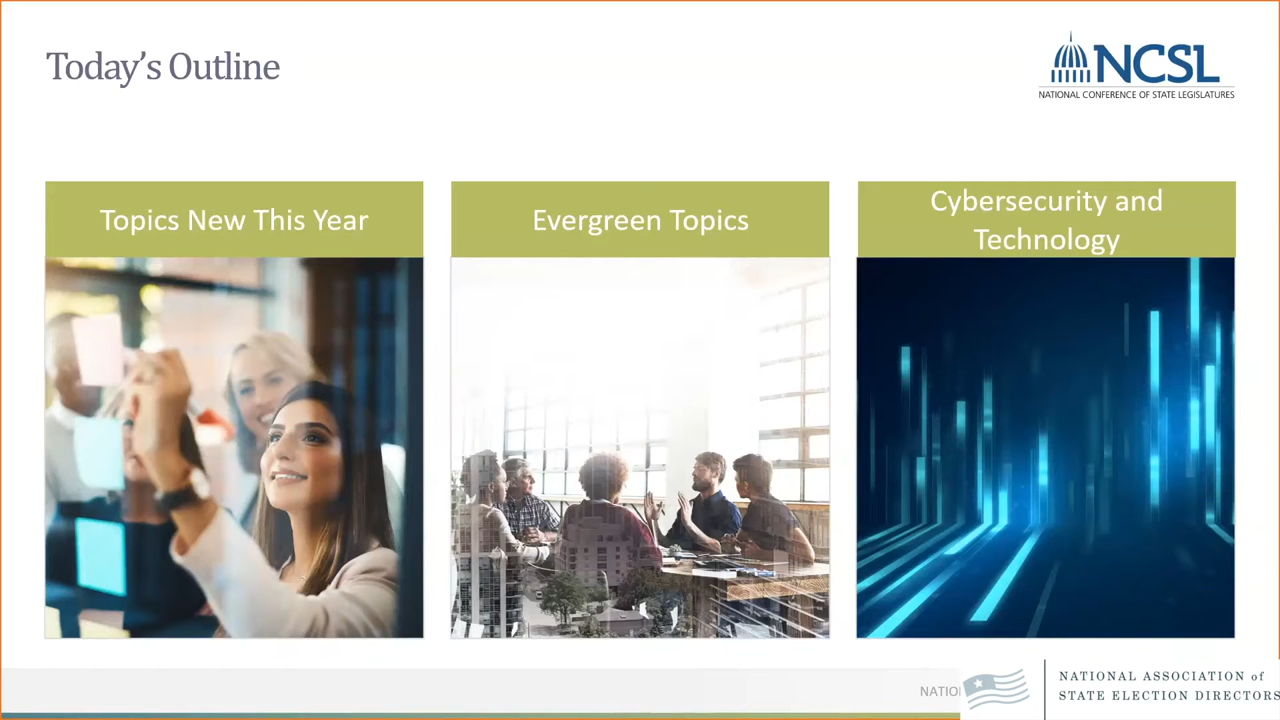 Today's Outline
NCSL
NATIONAL CONFERENCE OF STATE LEGISLATURES
Topics New This Year
Evergreen Topics
Cybersecurity and
Technology
NATIONAL ASSOCIATION of
STATE ELECTION DIRECTORS